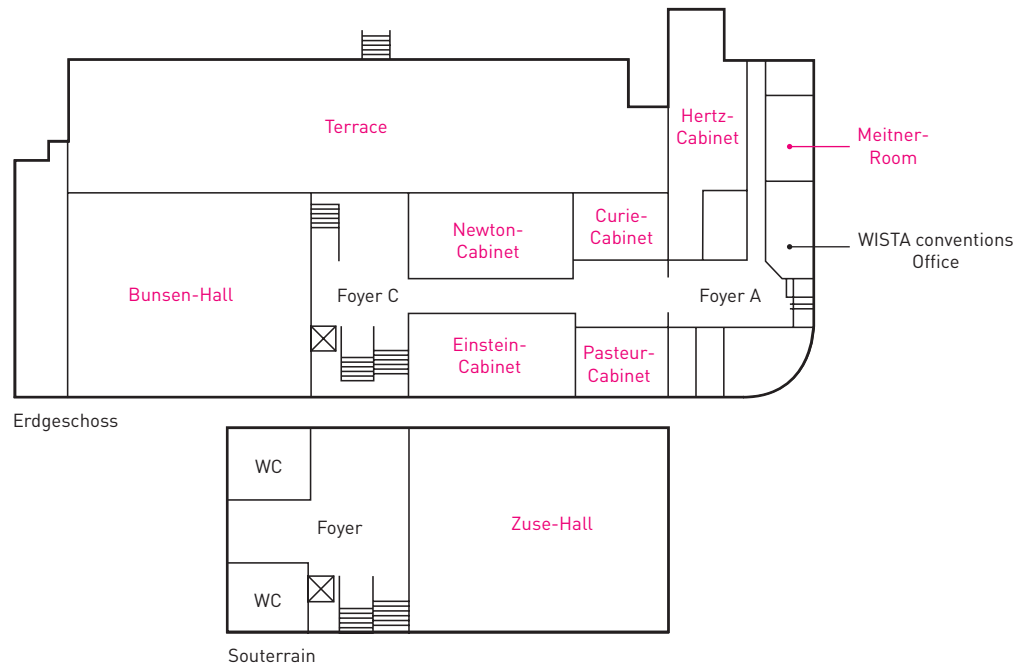 Hertz-
Cabinet
Terrace
Meitner-
Room
Newton-
Cabinet
Curie-
Cabinet
WISTA conventions
Office
Bunsen-Hall
Foyer C
Foyer A
Einstein-
Cabinet
Pasteur-
Cabinet
Erdgeschoss
WC
Foyer
Zuse-Hall
WC
Souterrain